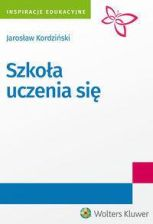 INSPIRACJE EDUKACYJNE
Jarosław Kordziński
Szkoła
uczenia się
Wolters Kluwer